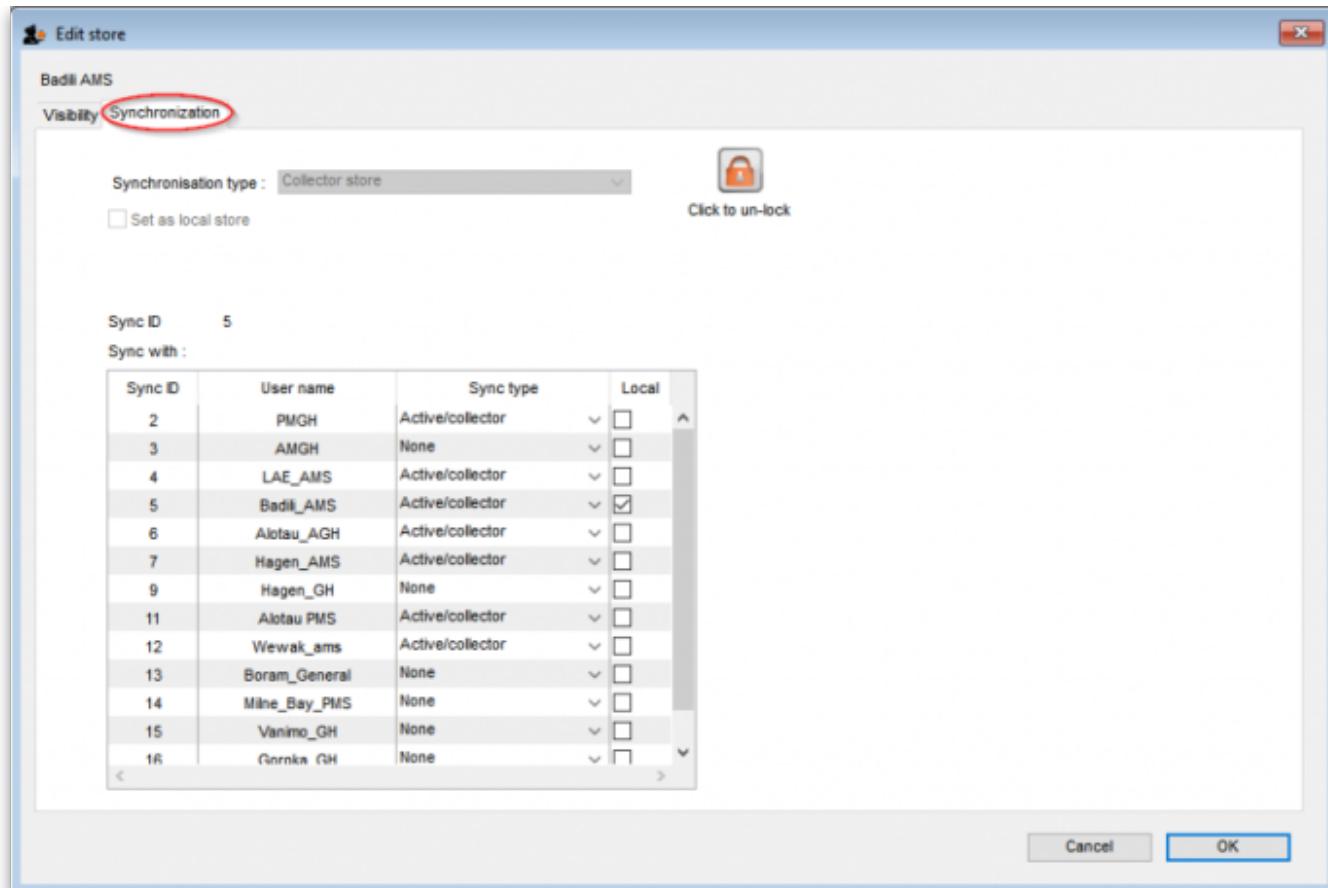 Edit store
Badili AMS
Visibility Synchronization
Synchronisation type : Collector store
Click to un-lock
Set as local store
Sync ID 5
Sync with :
Sync ID User name Sync type Local
2 PMGH Active/collector
3 AMGH None
4 LAE_AMS Active/collector
5 Badili_AMS Active/collector
6 Alotau_AGH Active/collector
7 Hagen_AMS Active/collector
9 Hagen_GH None
11 Alotau PMS Active/collector
12 Wewak_ams Active/collector
13 Boram_General None
14 Milne_Bay_PMS None
15 Vanimo_GH None
16 Gornka_GH None
Cancel OK